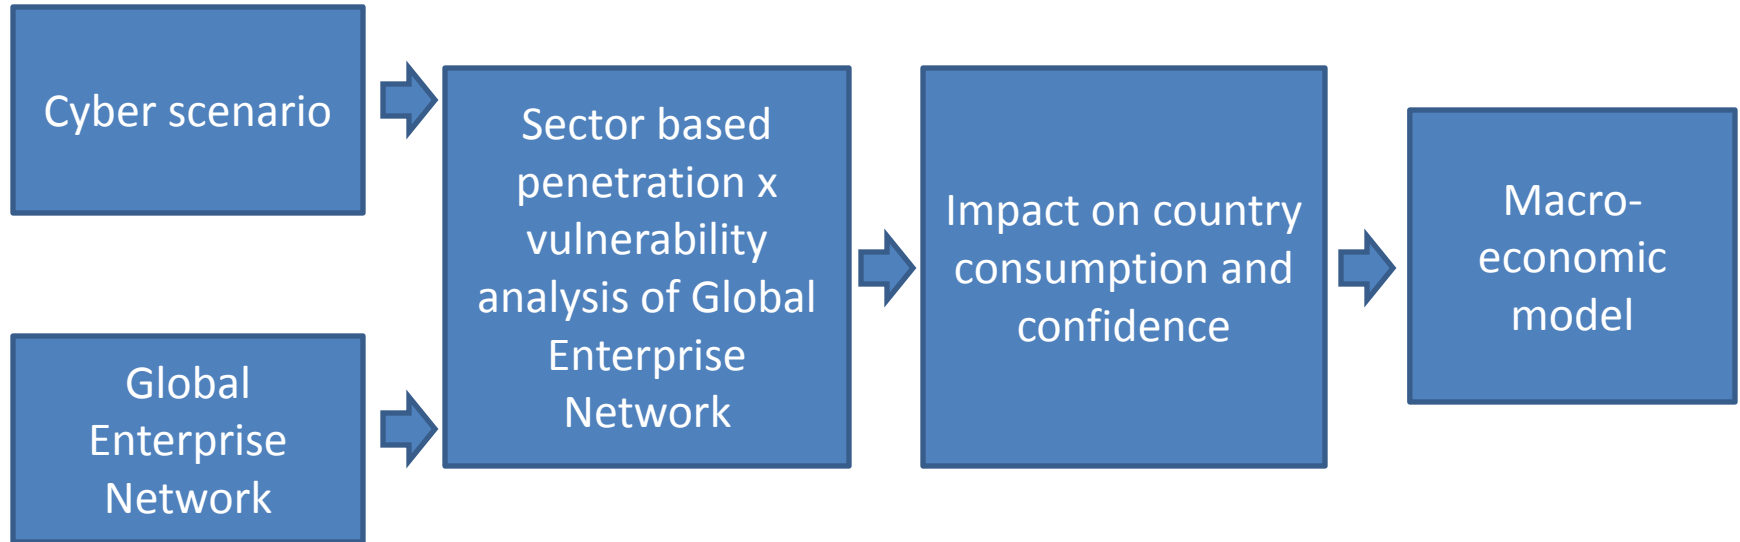 Cyber scenario
Global
Enterprise
Network
Sector based
penetration x
vulnerability
analysis of Global
Enterprise
Network
Impact on country
consumption and
confidence
Macro-
economic
model